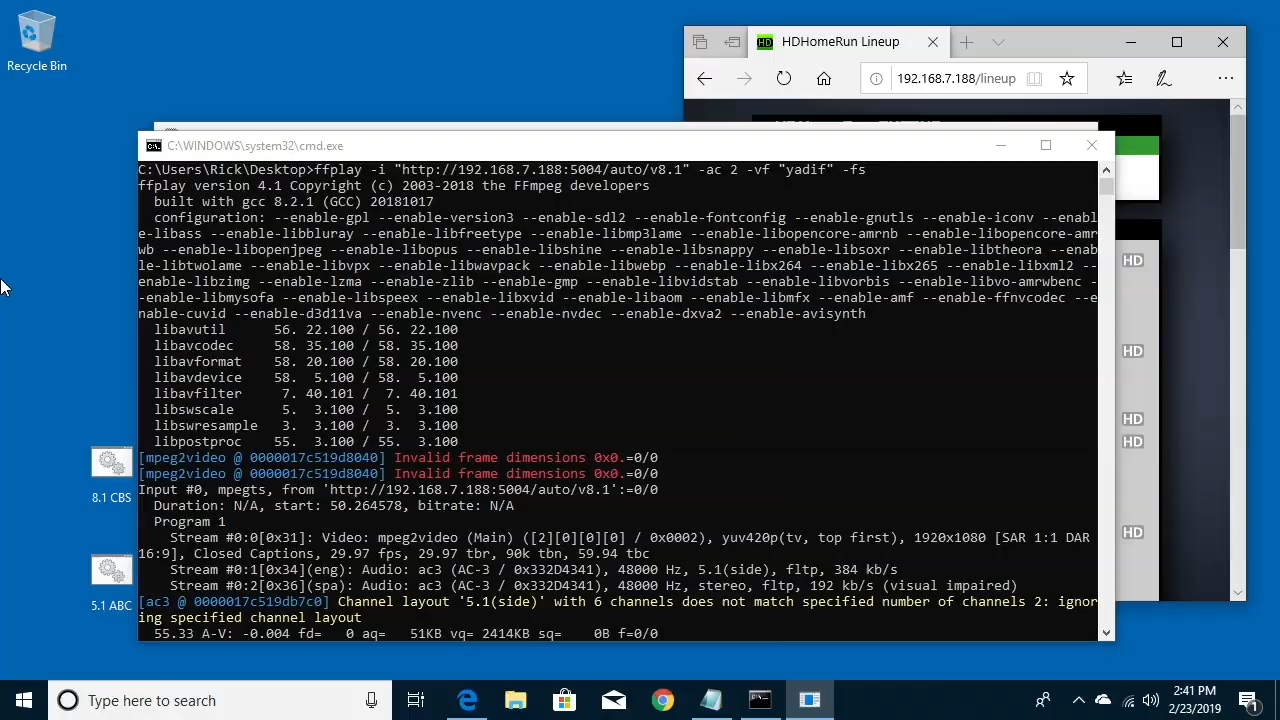 Recycle Bin
HDHomeRun Lineup
192.168.7.188/lineup
C:\WINDOWS\system32\cmd.exe
C:\Users\Rick\Desktop>ffplay -i "http://192.168.7.188:5004/auto/v8.1" -ac 2 -vf "yadif" -fs
ffplay version 4.1 Copyright (c) 2003-2018 the FFmpeg developers
built with gcc 8.2.1 (GCC) 20181017
configuration: --enable-gpl --enable-version3 --enable-sdl2 --enable-fontconfig --enable-gnutls --enable-iconv --enabl
e-libass --enable-libbluray --enable-libfreetype --enable-libmp3lame --enable-libopencore-amrnb --enable-libopencore-amr
wb --enable-libopenjpeg --enable-libopus --enable-libshine --enable-libsnappy --enable-libsoxr --enable-libtheora --enab
le-libtwolame --enable-libvpx --enable-libwavpack --enable-libwebp --enable-libx264 --enable-libx265 --enable-libxml2 --
enable-libzimg --enable-lzma --enable-zlib --enable-gmp --enable-libvidstab --enable-libvorbis --enable-libvo-amrwbenc -
-enable-libmysofa --enable-libspeex --enable-libxvid --enable-libaom --enable-libmfx --enable-amf --enable-ffnvcodec --e
nable-cuvid --enable-d3d11va --enable-nvenc --enable-nvdec --enable-dxva2 --enable-avisynth
libavutil 56. 22.100 / 56. 22.100
libavcodec 58. 35.100 / 58. 35.100
libavformat 58. 20.100 / 58. 20.100
libavdevice 58. 5.100 / 58. 5.100
libavfilter 7. 40.101 / 7. 40.101
libswscale 5. 3.100 / 5. 3.100
libswresample 3. 3.100 / 3. 3.100
libpostproc 55. 3.100 / 55. 3.100
[mpeg2video @ 0000017c519d8040] Invalid frame dimensions 0x0.=0/0
[mpeg2video @ 0000017c519d8040] Invalid frame dimensions 0x0.=0/0
Input #0, mpegts, from 'http://192.168.7.188:5004/auto/v8.1':=0/0
Duration: N/A, start: 50.264578, bitrate: N/A
Program 1
Stream #0:0[0x31]: Video: mpeg2video (Main) ([2][0][0][0] / 0x0002), yuv420p(tv, top first), 1920x1080 [SAR 1:1 DAR
16:9], Closed Captions, 29.97 fps, 29.97 tbr, 90k tbn, 59.94 tbc
Stream #0:1[0x34](eng): Audio: ac3 (AC-3 / 0x332D4341), 48000 Hz, 5.1(side), fltp, 384 kb/s
Stream #0:2[0x36](spa): Audio: ac3 (AC-3 / 0x332D4341), 48000 Hz, stereo, fltp, 192 kb/s (visual impaired)
[ac3 @ 0000017c519db7c0] Channel layout '5.1(side)' with 6 channels does not match specified number of channels 2: ignor
ing specified channel layout
55.33 A-V: -0.004 fd= 0 aq= 51KB vq= 2414KB sq= 0B f=0/0
HD
HD
HD
HD
HD
HD
8.1 CBS
5.1 ABC
Type here to search
2:41 PM
2/23/2019
1